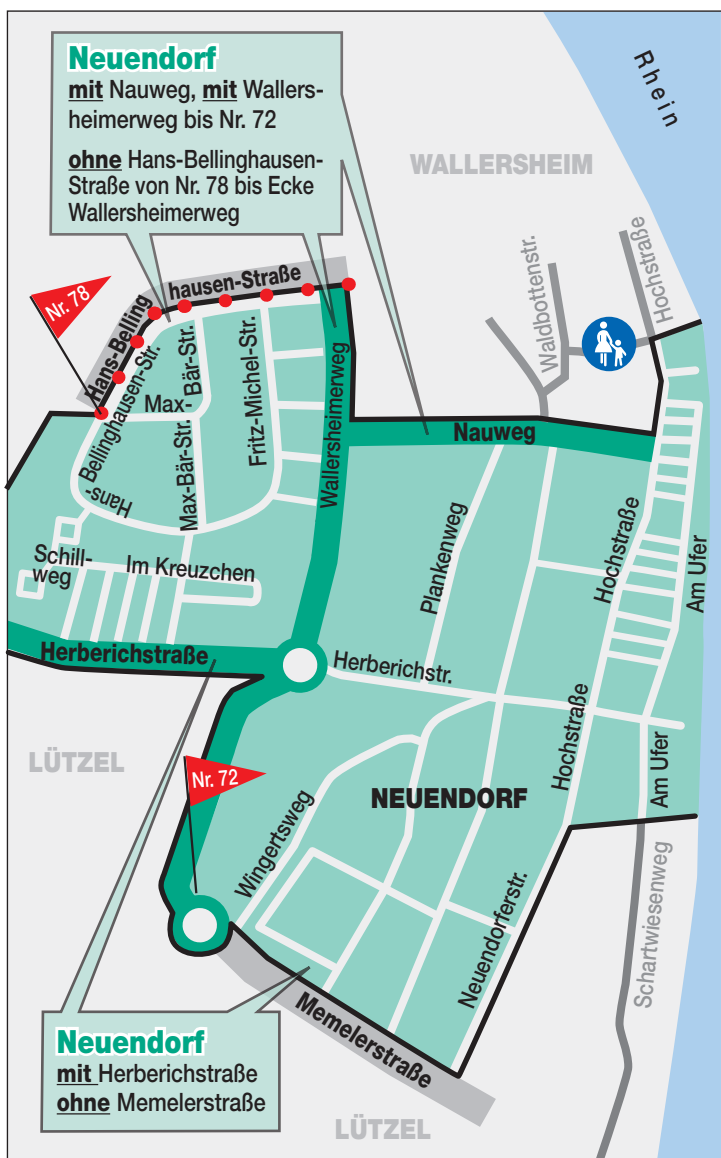 Neuendorf
mit Nauweg, mit Wallers-
heimerweg bis Nr. 72
ohne Hans-Bellinghausen-
Straße von Nr. 78 bis Ecke
Wallersheimerweg
Rhein
WALLERSHEIM
Hochstraße
Waldbottenstr.
Nr. 78
Hans-Belling
hausen-Straße
Hans-
Bellinghausen-Str.
Max-
Bär-Str.
Max-Bär-Str.
Fritz-Michel-Str.
Wallersheimerweg
Nauweg
Plankenweg
Hochstraße
Am Ufer
Schill-
weg
Im Kreuzchen
Herberichstraße
Herberichstr.
Hochstraße
Am Ufer
LÜTZEL
Nr. 72
NEUENDORF
Wingertsweg
Neuendorferstr.
Schartwiesenweg
Memelerstraße
Neuendorf
mit Herberichstraße
ohne Memelerstraße
LÜTZEL